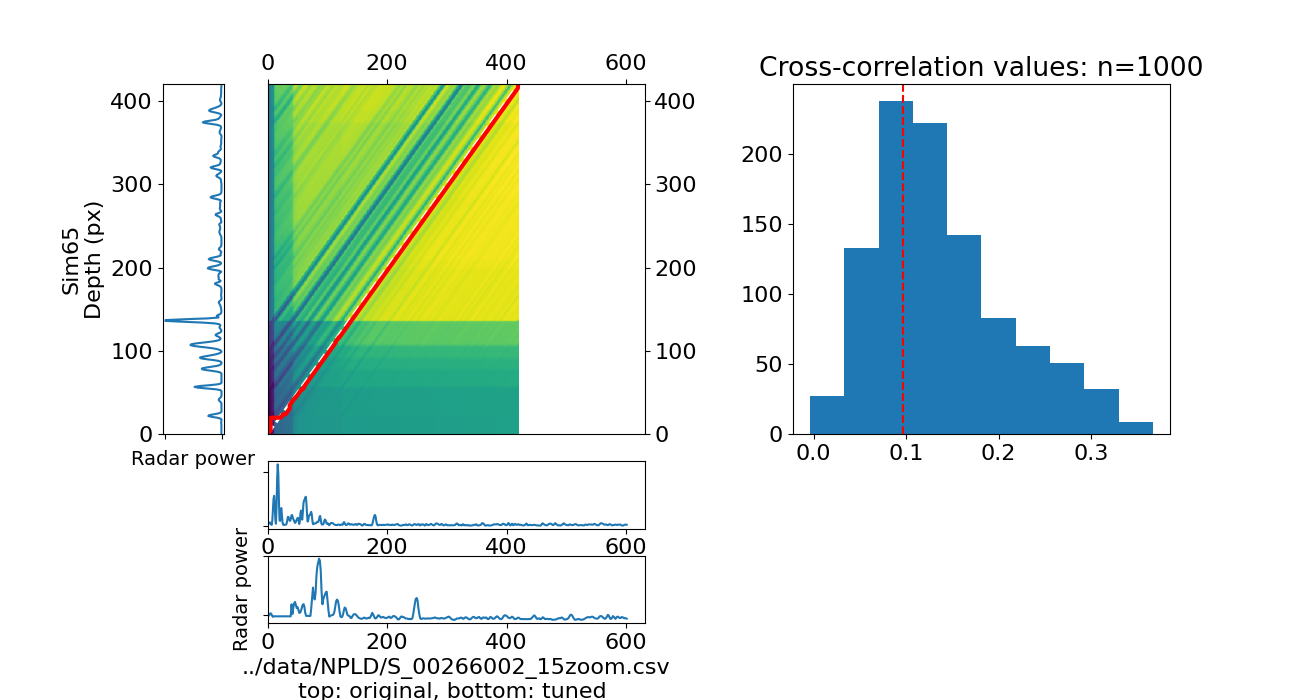 0 200 400 600
Cross-correlation values: n=1000
400
300
200
100
0
Sim65
Depth (px)
Radar power
400
300
200
100
0
200
150
100
50
0
0.0 0.1 0.2 0.3
0 200 400 600
Radar power
0 200 400 600
../data/NPLD/S_00266002_15zoom.csv
top: original, bottom: tuned